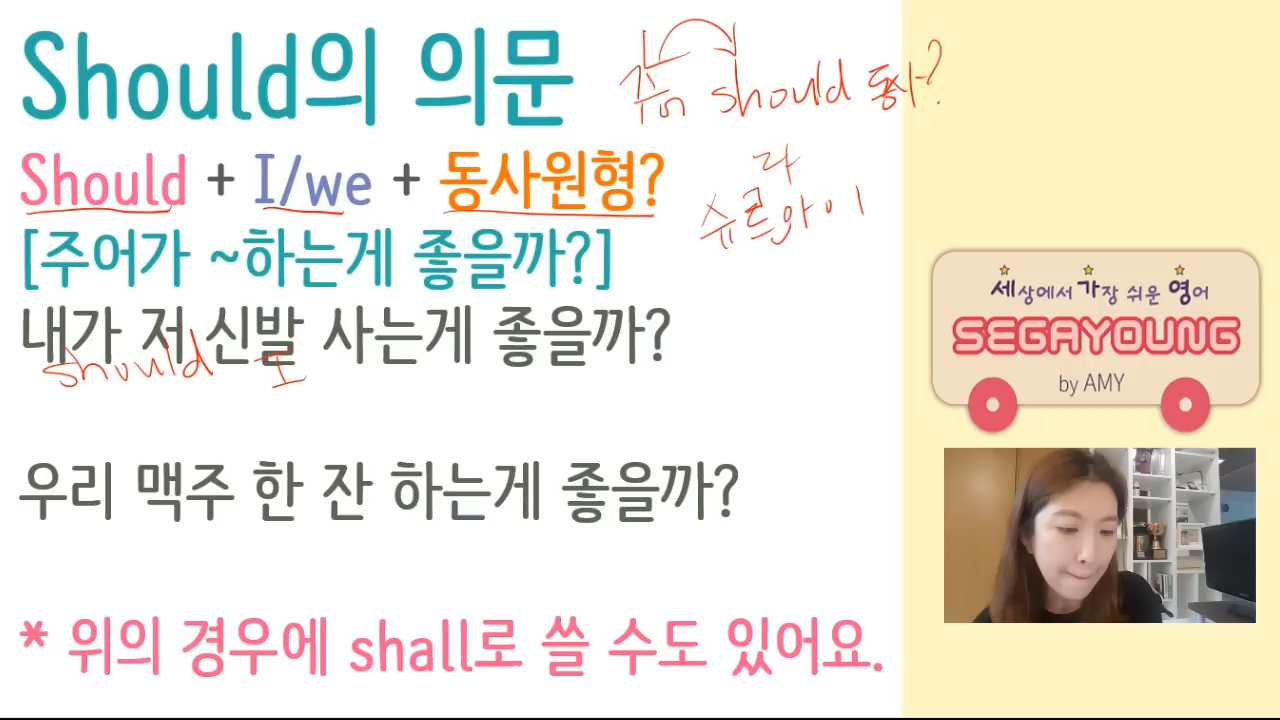 Should의 의문
주어 should 동사?
Should + I/we + 동사원형?
라
슈르아이
[주어가 ~하는게 좋을까?]
내가 저 신발 사는게 좋을까?
should I
우리 맥주 한 잔 하는게 좋을까?
* 위의 경우에 shall로 쓸 수도 있어요.
세상에서 가장 쉬운 영어
SEGAYOUNG
by AMY